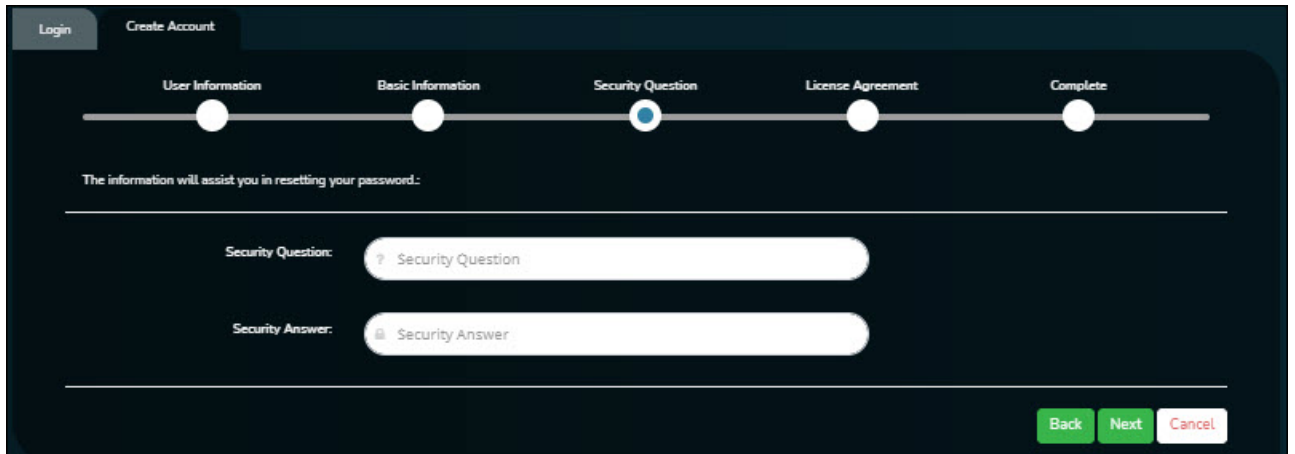 Login
Create Account
User Information
Basic Information
Security Question
License Agreement
Complete
The information will assist you in resetting your password.:
Security Question:
? Security Question
Security Answer:
Security Answer
Back
Next
Cancel